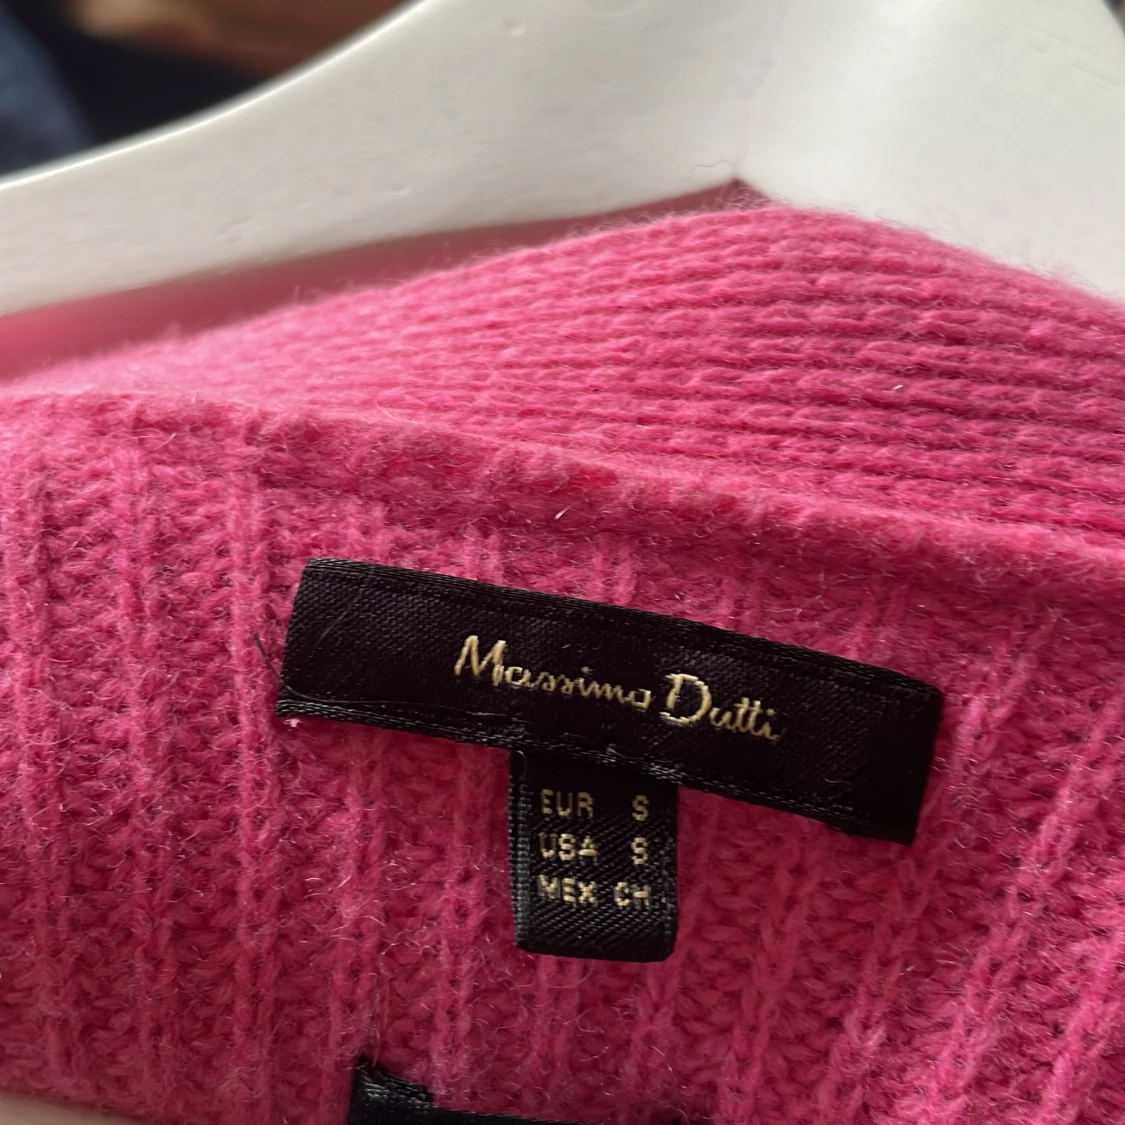 Massimo Dutti
EUR S
USA S
MEX CH